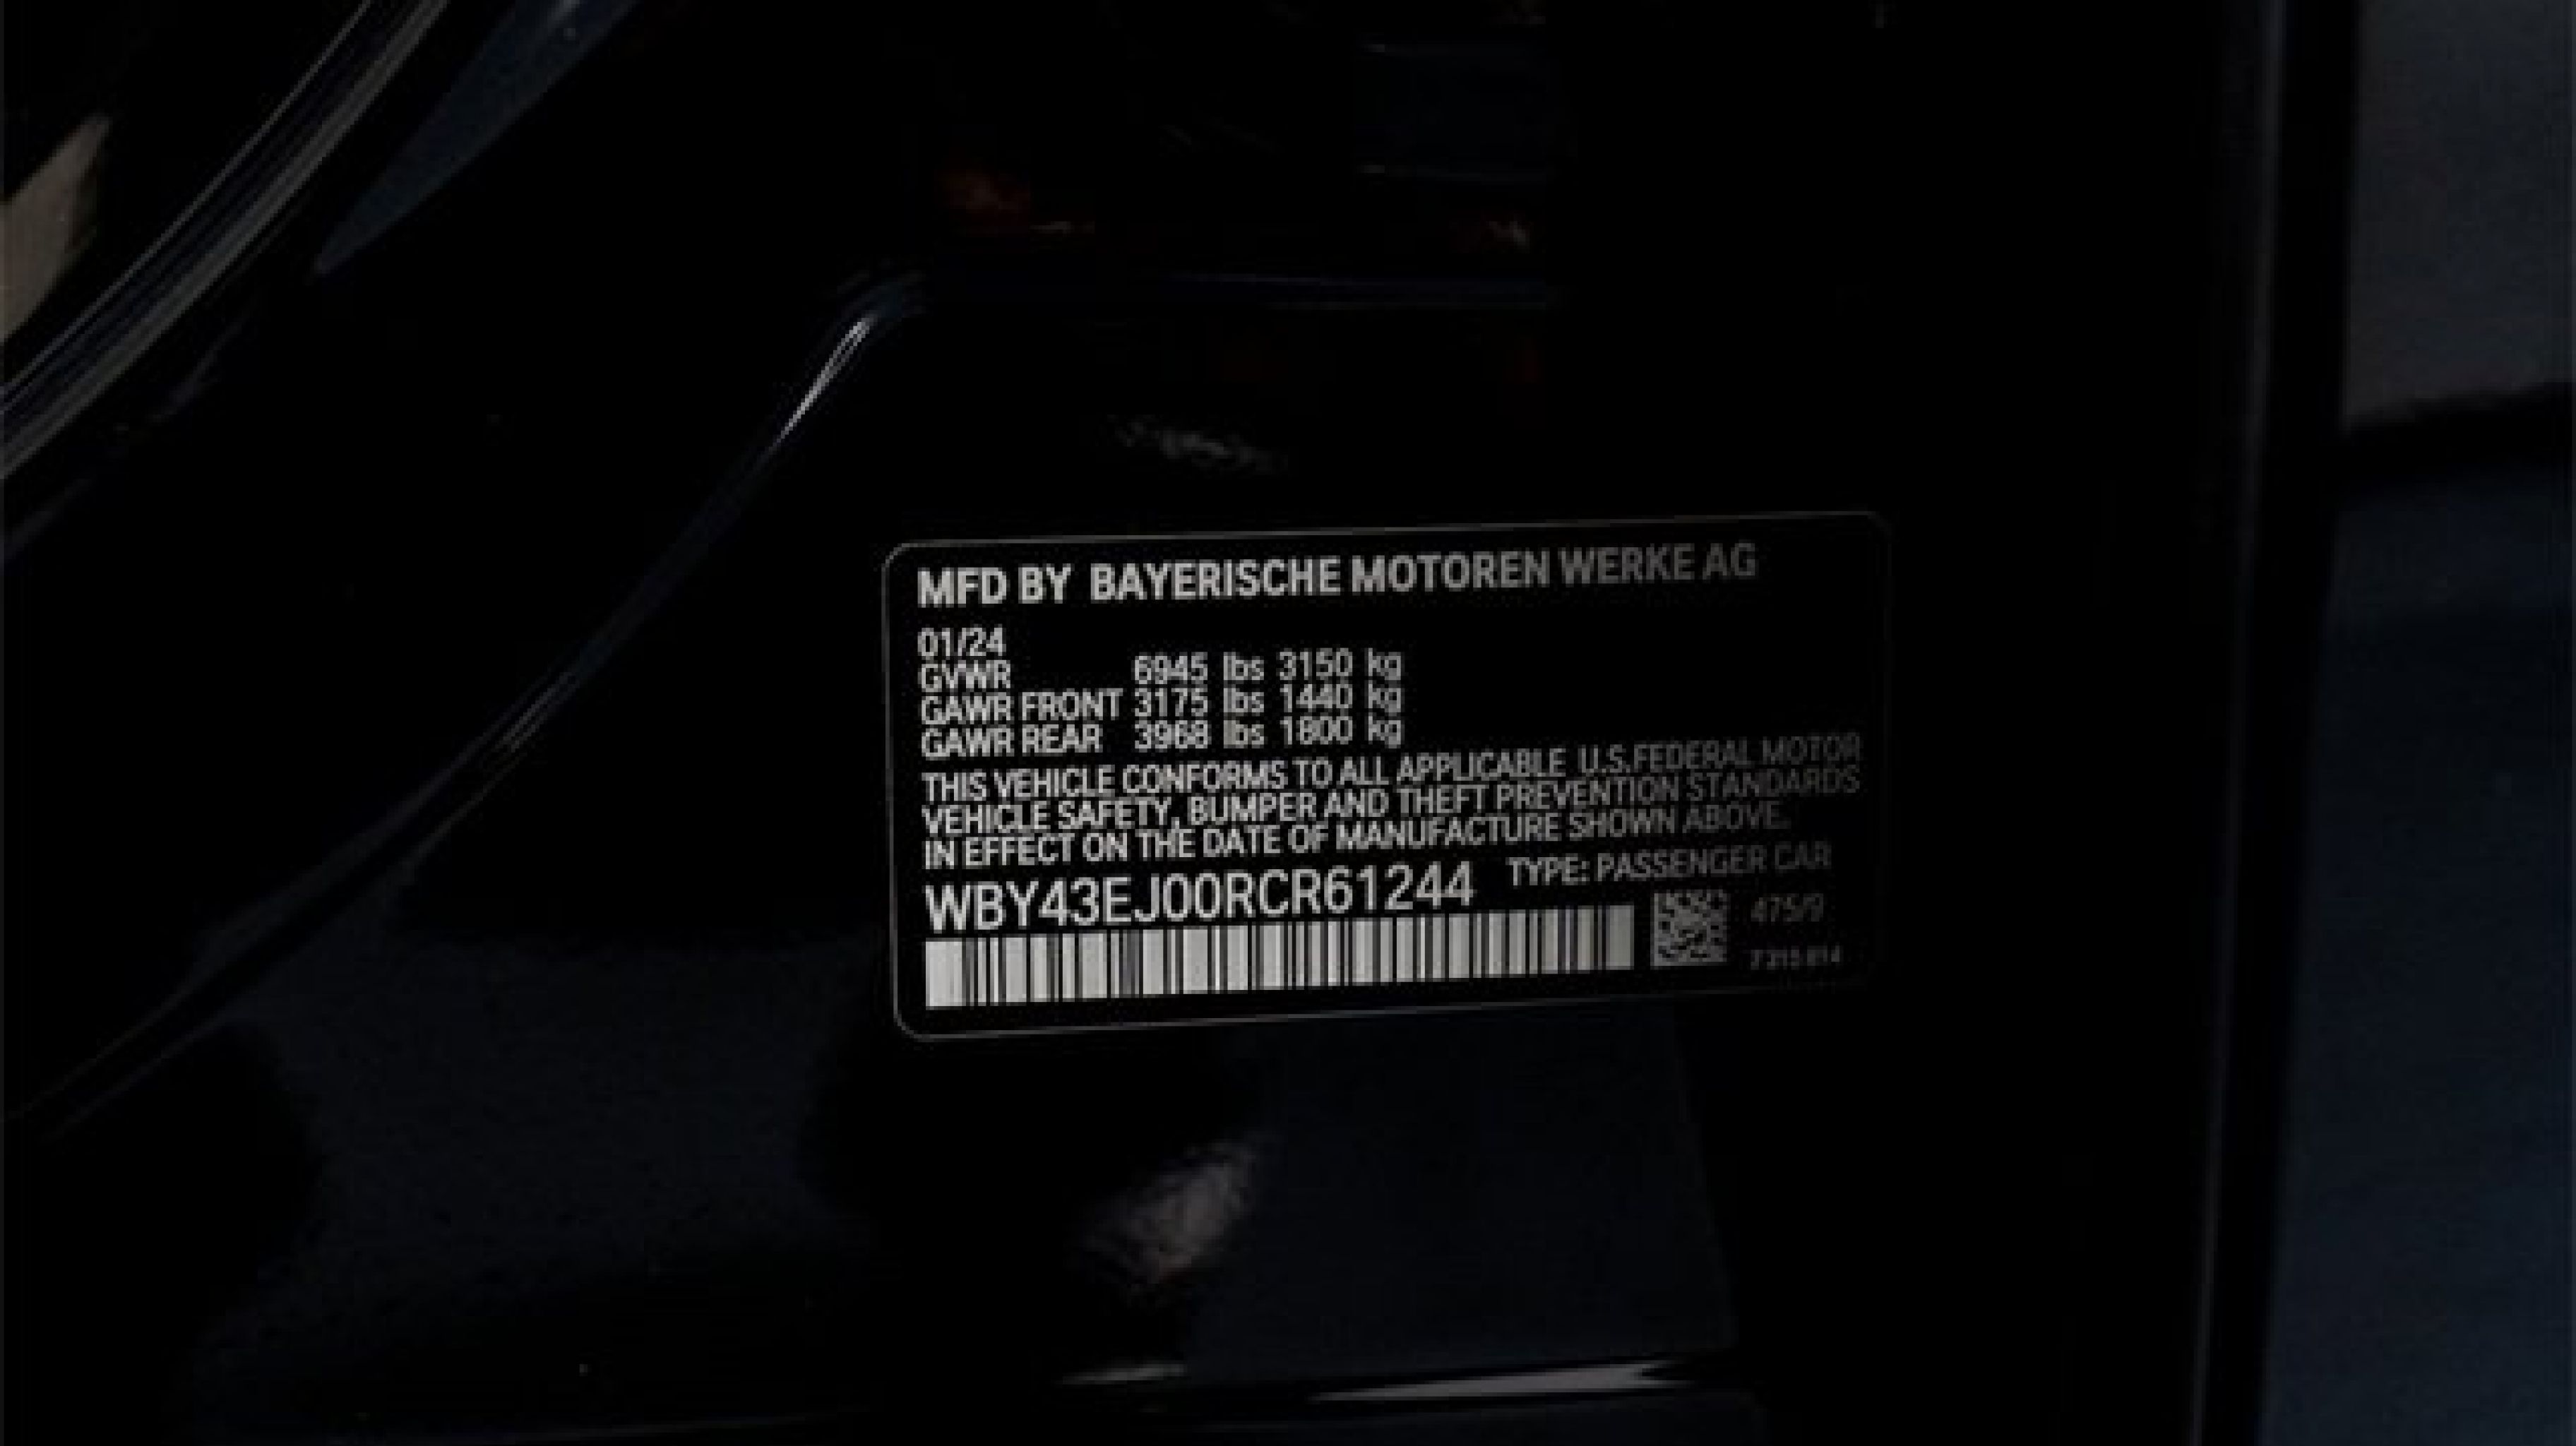 MFD BY BAYERISCHE MOTOREN WERKE AG
01/24
GVWR 6945 lbs 3150 kg
GAWR FRONT 3175 lbs 1440 kg
GAWR REAR 3968 lbs 1800 kg
THIS VEHICLE CONFORMS TO ALL APPLICABLE U.S.FEDERAL MOTOR
VEHICLE SAFETY, BUMPER AND THEFT PREVENTION STANDARDS
IN EFFECT ON THE DATE OF MANUFACTURE SHOWN ABOVE.
WBY43EJ00RCR61244 TYPE: PASSENGER CAR
475/9